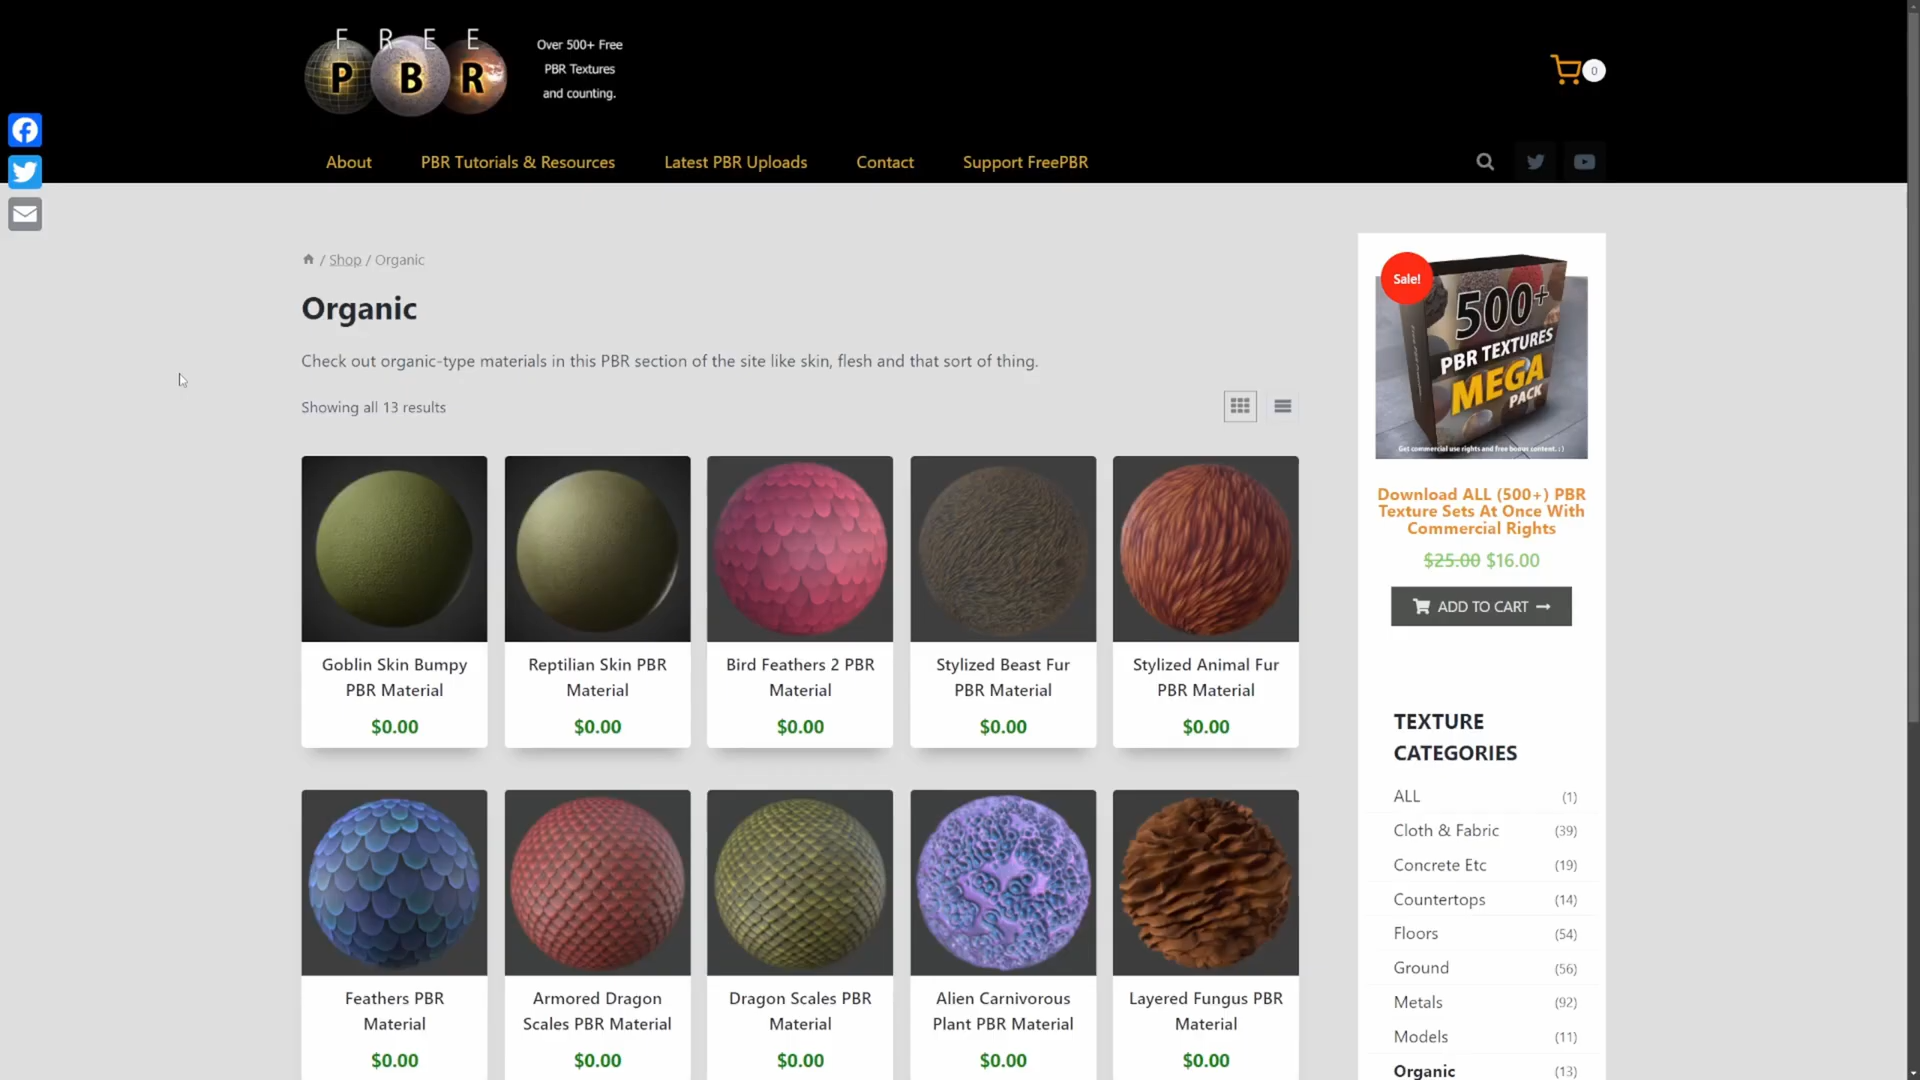 FREE
PBR
Over 500+ Free
PBR Textures
and counting.
0
About
PBR Tutorials & Resources
Latest PBR Uploads
Contact
Support FreePBR
/ Shop / Organic
Organic
Check out organic-type materials in this PBR section of the site like skin, flesh and that sort of thing.
Showing all 13 results
Goblin Skin Bumpy
PBR Material
$0.00
Reptilian Skin PBR
Material
$0.00
Bird Feathers 2 PBR
Material
$0.00
Stylized Beast Fur
PBR Material
$0.00
Stylized Animal Fur
PBR Material
$0.00
Feathers PBR
Material
$0.00
Armored Dragon
Scales PBR Material
$0.00
Dragon Scales PBR
Material
$0.00
Alien Carnivorous
Plant PBR Material
$0.00
Layered Fungus PBR
Material
$0.00
Sale!
500+
PBR TEXTURES
MEGA
PACK
Get commercial use rights and free bonus content. :)
Download ALL (500+) PBR
Texture Sets At Once With
Commercial Rights
$25.00 $16.00
ADD TO CART
TEXTURE
CATEGORIES
ALL (1)
Cloth & Fabric (39)
Concrete Etc (19)
Countertops (14)
Floors (54)
Ground (56)
Metals (92)
Models (11)
Organic (13)